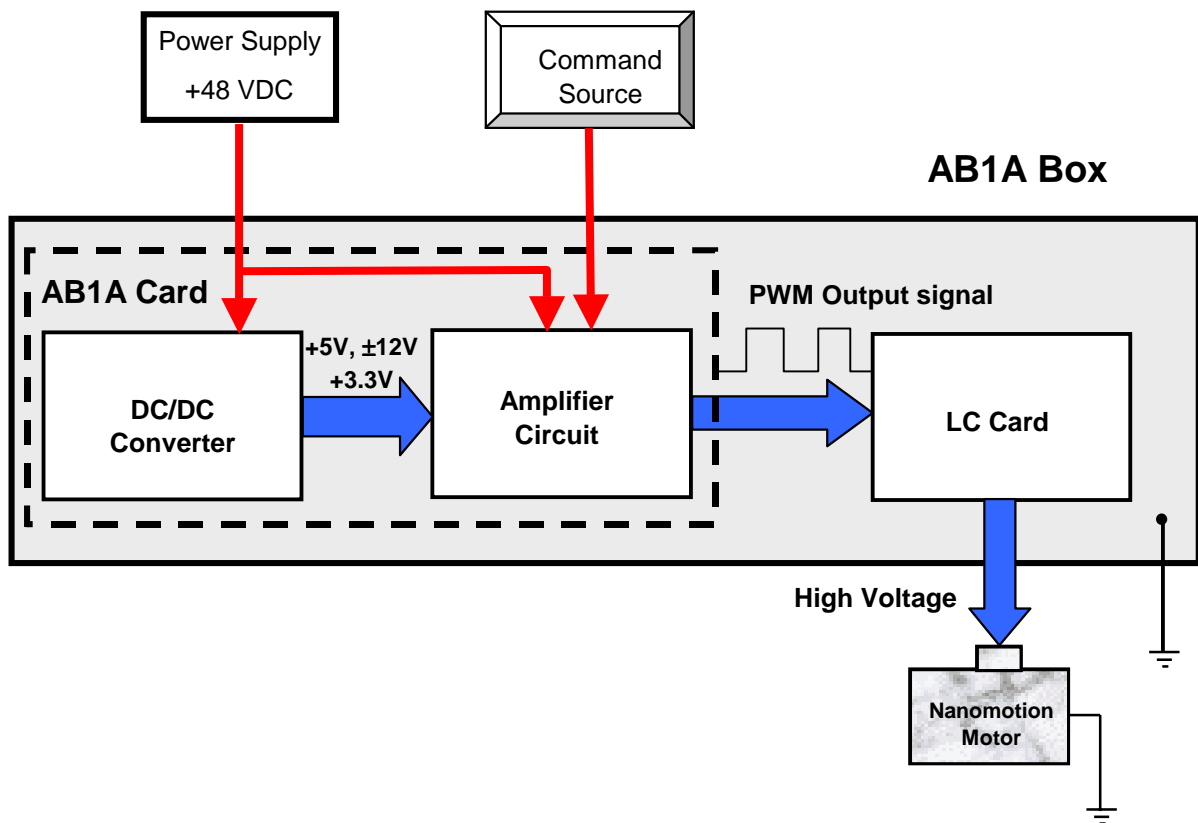 Power Supply
+48 VDC
Command
Source
AB1A Box
AB1A Card
PWM Output signal
+5V, ±12V
+3.3V
DC/DC
Converter
Amplifier
Circuit
LC Card
High Voltage
Nanomotion
Motor